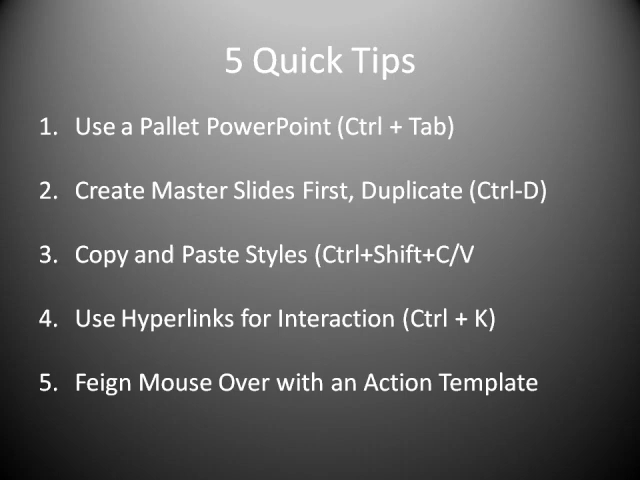 5 Quick Tips
1. Use a Pallet PowerPoint (Ctrl + Tab)
2. Create Master Slides First, Duplicate (Ctrl-D)
3. Copy and Paste Styles (Ctrl+Shift+C/V
4. Use Hyperlinks for Interaction (Ctrl + K)
5. Feign Mouse Over with an Action Template